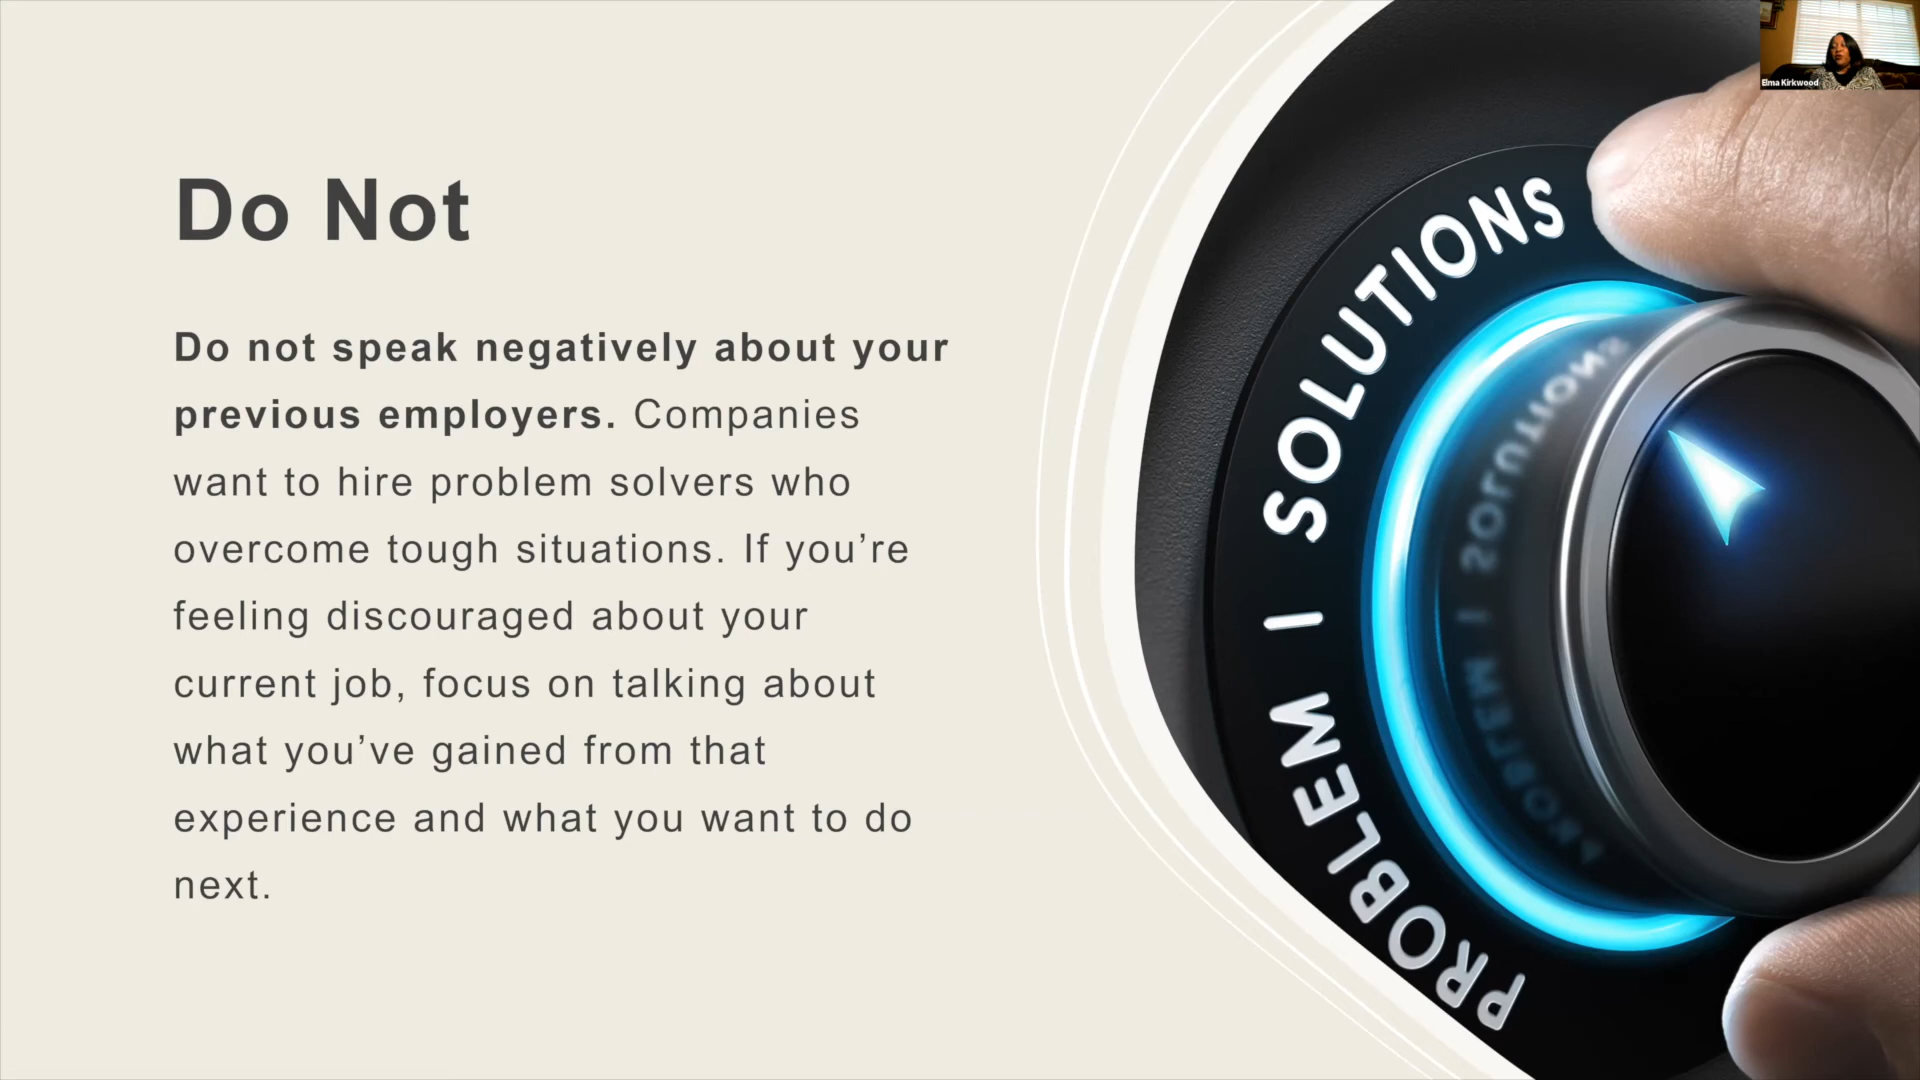 Elma Kirkwood
Do Not
Do not speak negatively about your
previous employers. Companies
want to hire problem solvers who
overcome tough situations. If you’re
feeling discouraged about your
current job, focus on talking about
what you’ve gained from that
experience and what you want to do
next.
PROBLEM I SOLUTIONS
PROBLEM I SOLUTIONS